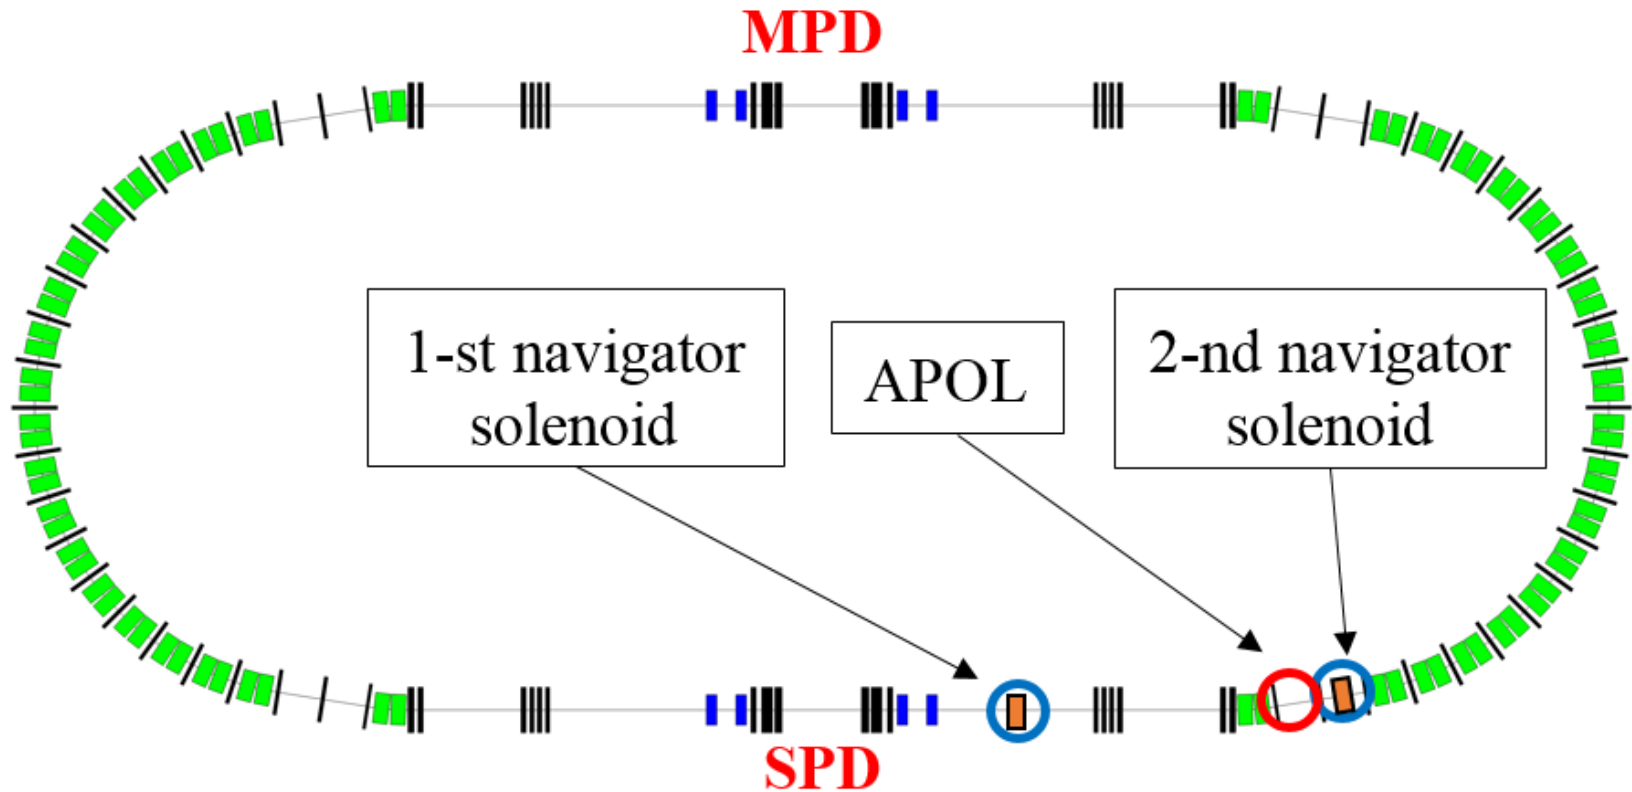 MPD
1-st navigator
solenoid
APOL
2-nd navigator
solenoid
SPD